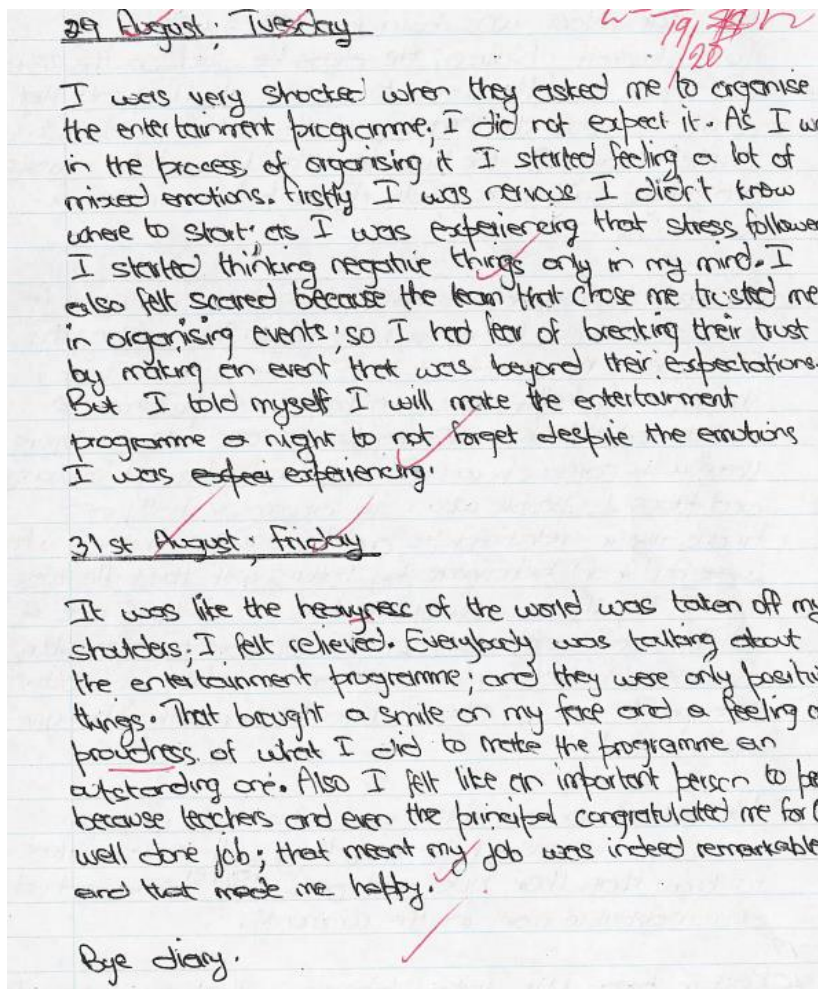 29 August; Tuesday
19/20
I was very shocked when they asked me to organise
the entertainment programme; I did not expect it. As I wa
in the process of organising it I started feeling a lot of
mixed emotions. Firstly I was nervous I didn't know
where to start; as I was experiencing that stress follower
I started thinking negative things only in my mind. I
also felt scared because the team that chose me trusted me
in organising events; so I had fear of breaking their trust
by making an event that was beyond their expectations.
But I told myself I will make the entertainment
programme a night to not forget despite the emotions
I was expei experiencing.
31st August; Friday
It was like the heavyness of the world was taken off my
shoulders; I felt relieved. Everybody was talking about
the entertainment programme; and they were only positiv
things. That brought a smile on my face and a feeling o
proudness of what I did to make the programme an
outstanding one. Also I felt like an important person to be
because teachers and even the principal congratulated me for
well done job; that meant my job was indeed remarkable
and that made me happy.
Bye diary.